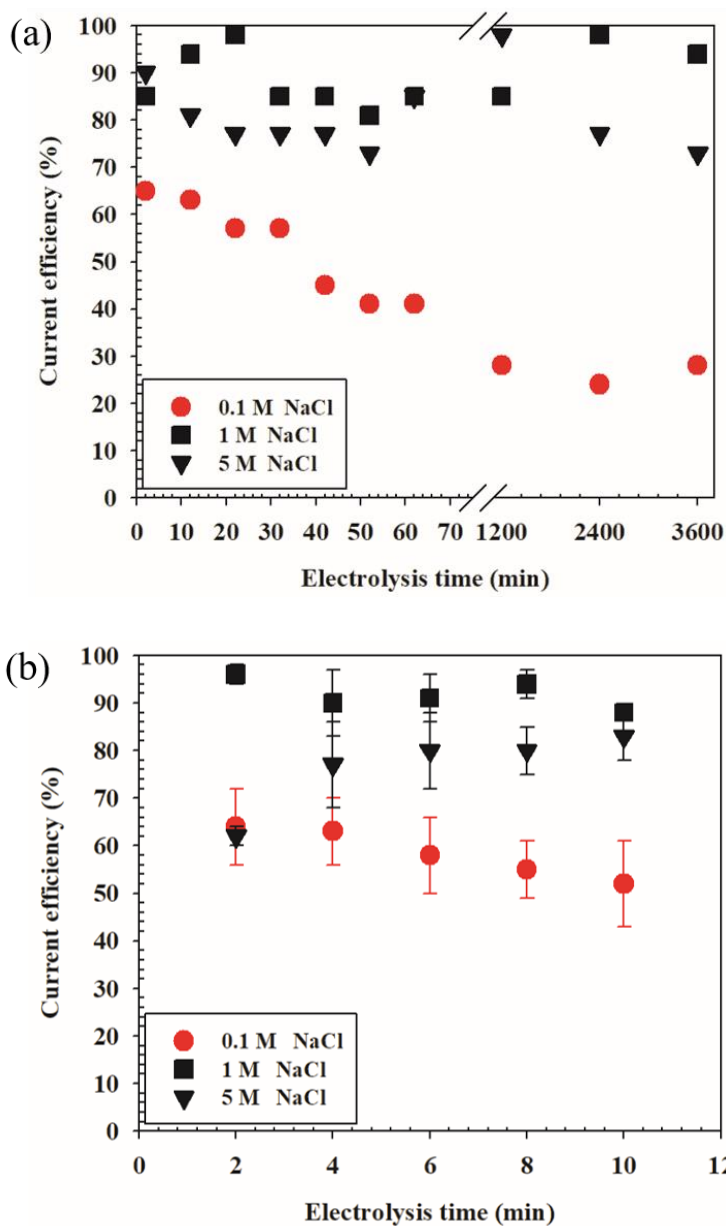 (a)
Current efficiency (%)
100
90
80
70
60
50
40
30
20
10
0
0.1 M NaCl
1 M NaCl
5 M NaCl
0 10 20 30 40 50 60 70 1200 2400 3600
Electrolysis time (min)
(b)
Current efficiency (%)
100
90
80
70
60
50
40
30
20
10
0
0.1 M NaCl
1 M NaCl
5 M NaCl
0 2 4 6 8 10 12
Electrolysis time (min)